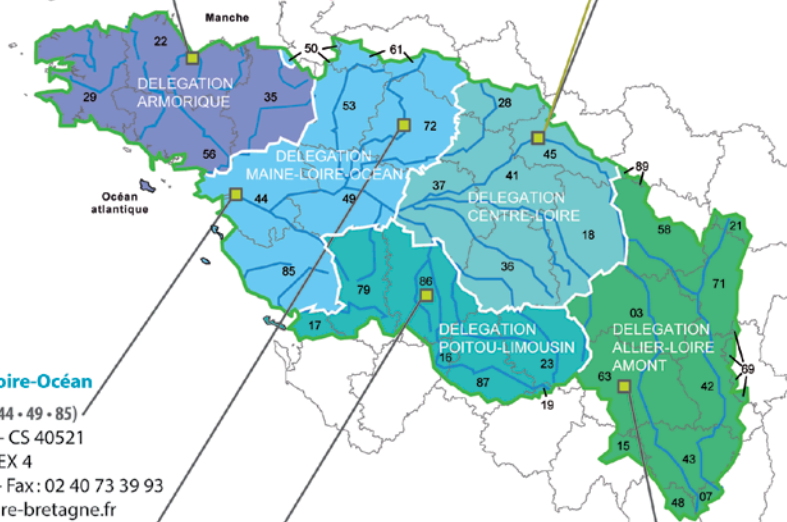 Manche
22
50
61
DELEGATION
ARMORIQUE
29
35
53
28
72
45
56
DELEGATION
MAINE-LOIRE-OCÉAN
89
41
37
Océan
atlantique
44
49
DELEGATION
CENTRE-LOIRE
58
21
18
36
85
79
86
71
03
17
DELEGATION
POITOU-LIMOUSIN
DELEGATION
ALLIER-LOIRE
AMONT
16
23
69
63
87
42
19
oire-Océan
44 • 49 • 85)
- CS 40521
EX 4
- Fax : 02 40 73 39 93
re-bretagne.fr
15
43
48
07